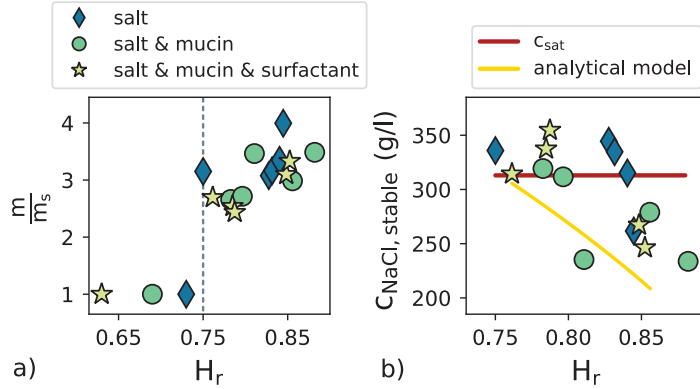 salt
salt & mucin
salt & mucin & surfactant
4
3
2
1
m
m_s
0.65
0.75
0.85
H_r
a)
c_sat
analytical model
350
300
250
200
c_NaCl, stable (g/l)
0.75
0.80
0.85
H_r
b)